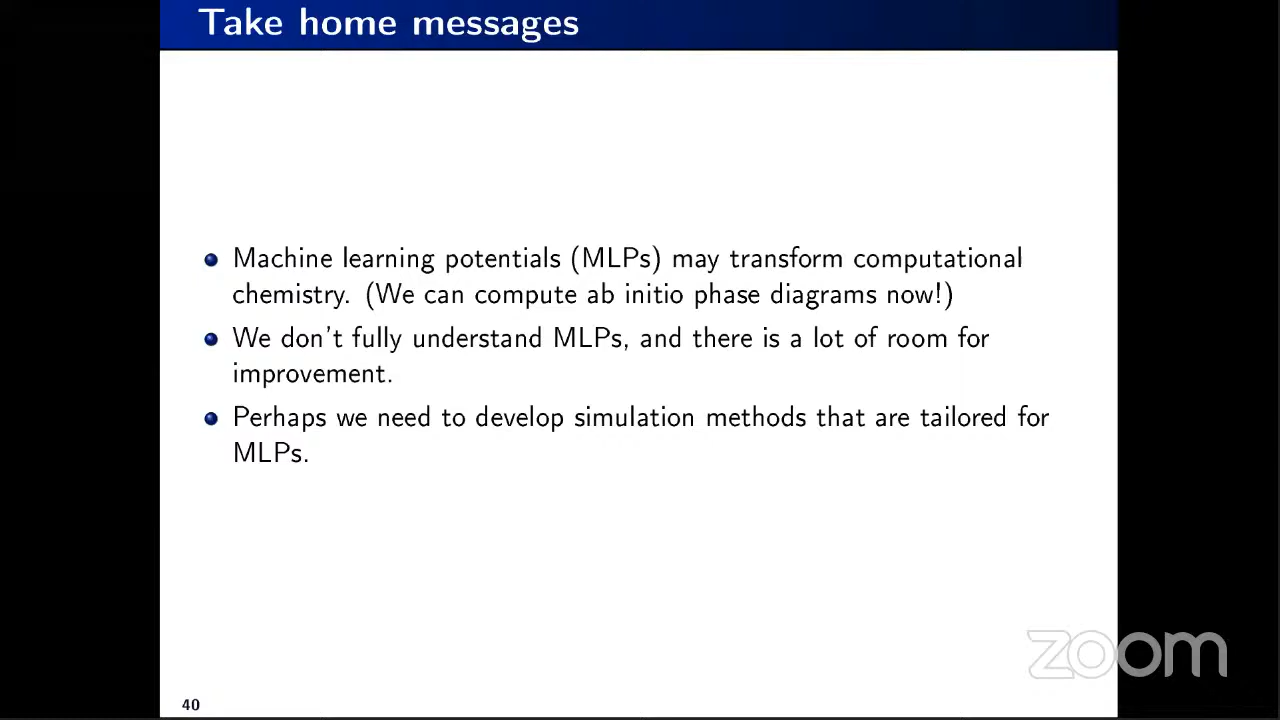 Take home messages
Machine learning potentials (MLPs) may transform computational
chemistry. (We can compute ab initio phase diagrams now!)
We don't fully understand MLPs, and there is a lot of room for
improvement.
Perhaps we need to develop simulation methods that are tailored for
MLPs.
zoom
40